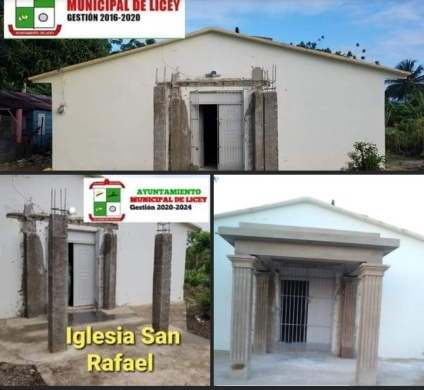 MUNICIPAL DE LICEY
GESTIÓN 2016-2020
AYUNTAMIENTO
MUNICIPAL DE LICEY
Gestión 2020-2024
Iglesia San
Rafael